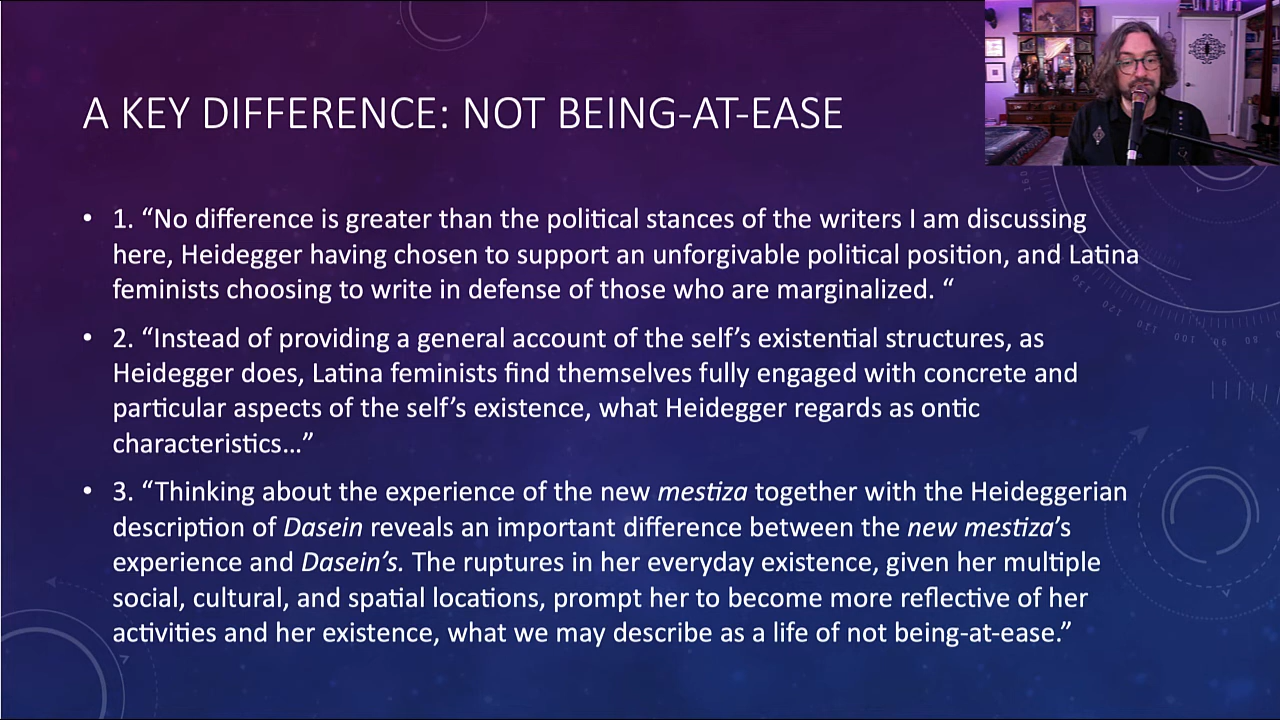 A KEY DIFFERENCE: NOT BEING-AT-EASE
• 1. “No difference is greater than the political stances of the writers I am discussing
here, Heidegger having chosen to support an unforgivable political position, and Latina
feminists choosing to write in defense of those who are marginalized. “
• 2. “Instead of providing a general account of the self’s existential structures, as
Heidegger does, Latina feminists find themselves fully engaged with concrete and
particular aspects of the self’s existence, what Heidegger regards as ontic
characteristics…”
• 3. “Thinking about the experience of the new mestiza together with the Heideggerian
description of Dasein reveals an important difference between the new mestiza’s
experience and Dasein’s. The ruptures in her everyday existence, given her multiple
social, cultural, and spatial locations, prompt her to become more reflective of her
activities and her existence, what we may describe as a life of not being-at-ease.”